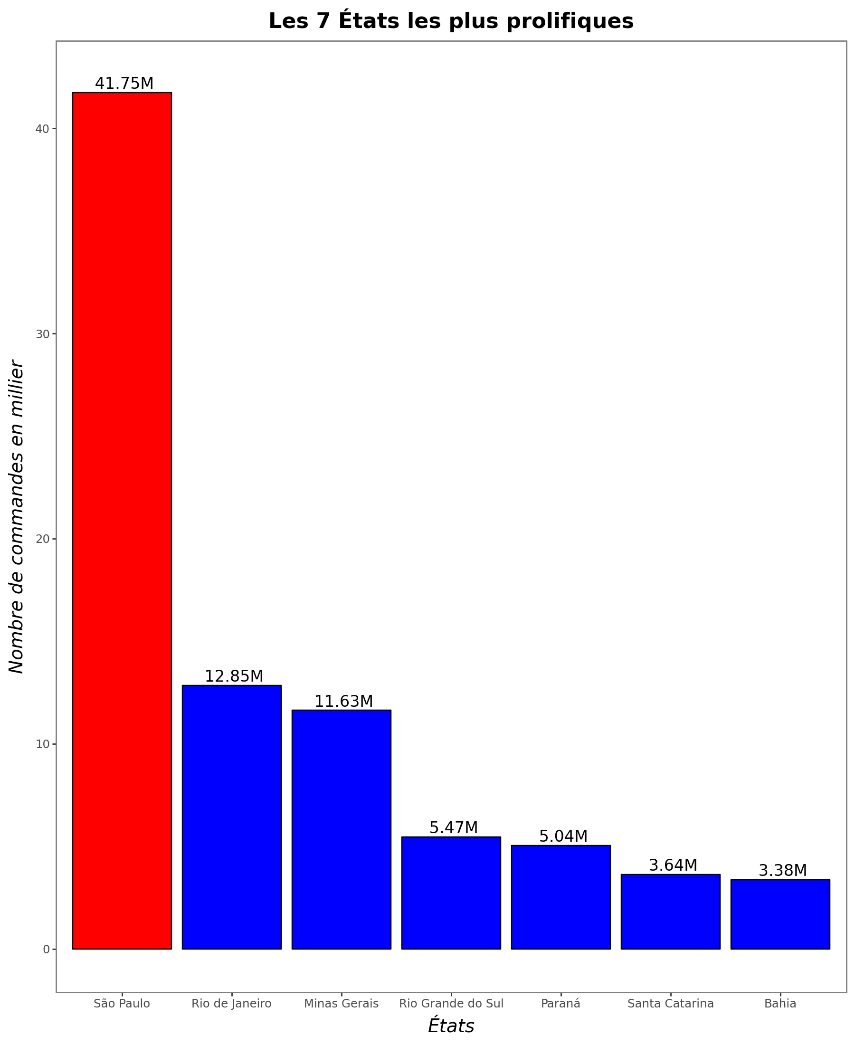 Les 7 États les plus prolifiques
41.75M
12.85M
11.63M
5.47M
5.04M
3.64M
3.38M
40
30
20
10
0
Nombre de commandes en millier
São Paulo
Rio de Janeiro
Minas Gerais
Rio Grande do Sul
Paraná
Santa Catarina
Bahia
États